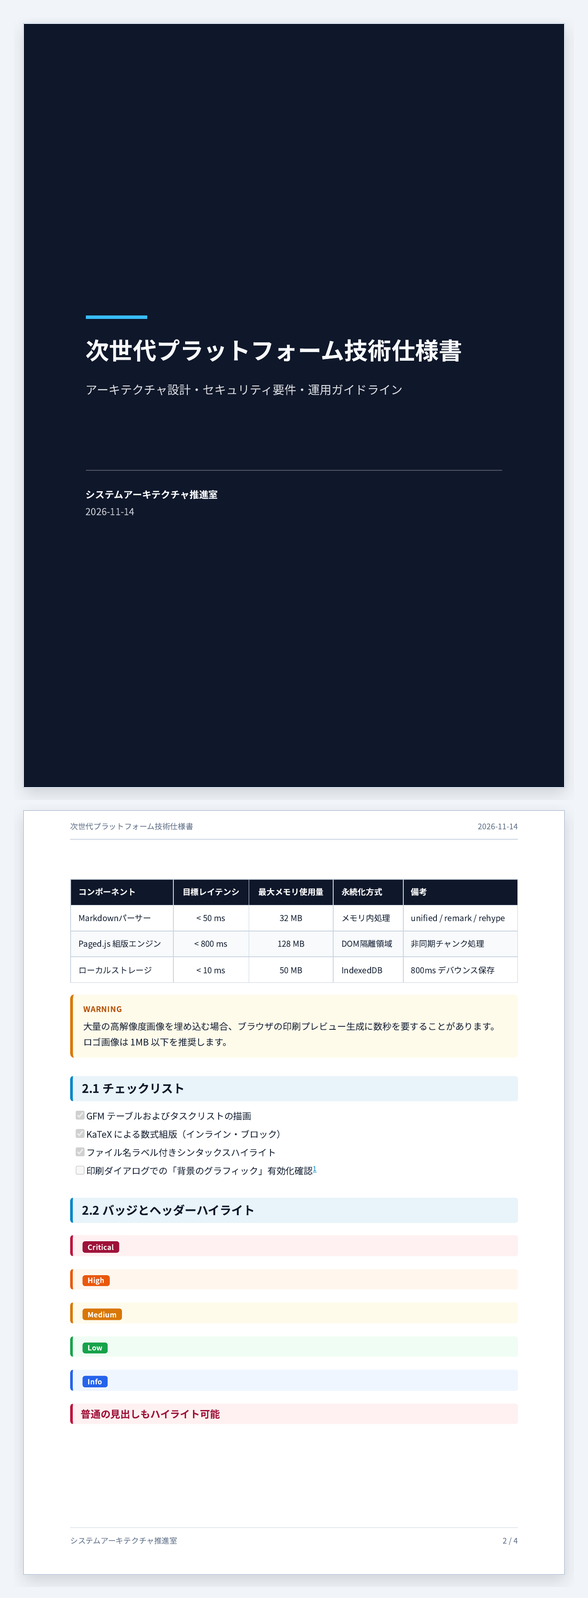 次世代プラットフォーム技術仕様書
アーキテクチャ設計・セキュリティ要件・運用ガイドライン
システムアーキテクチャ推進室
2026-11-14
次世代プラットフォーム技術仕様書 2026-11-14
コンポーネント 目標レイテンシ 最大メモリ使用量 永続化方式 備考
Markdownパーサー < 50 ms 32 MB メモリ内処理 unified / remark / rehype
Paged.js 組版エンジン < 800 ms 128 MB DOM隔離領域 非同期チャンク処理
ローカルストレージ < 10 ms 50 MB IndexedDB 800ms デバウンス保存
WARNING
大量の高解像度画像を埋め込む場合、ブラウザの印刷プレビュー生成に数秒を要することがあります。
ロゴ画像は 1MB 以下を推奨します。
2.1 チェックリスト
GFM テーブルおよびタスクリストの描画
KaTeX による数式組版（インライン・ブロック）
ファイル名ラベル付きシンタックスハイライト
印刷ダイアログでの「背景のグラフィック」有効化確認1
2.2 バッジとヘッダーハイライト
Critical
High
Medium
Low
Info
普通の見出しもハイライト可能
システムアーキテクチャ推進室 2 / 4